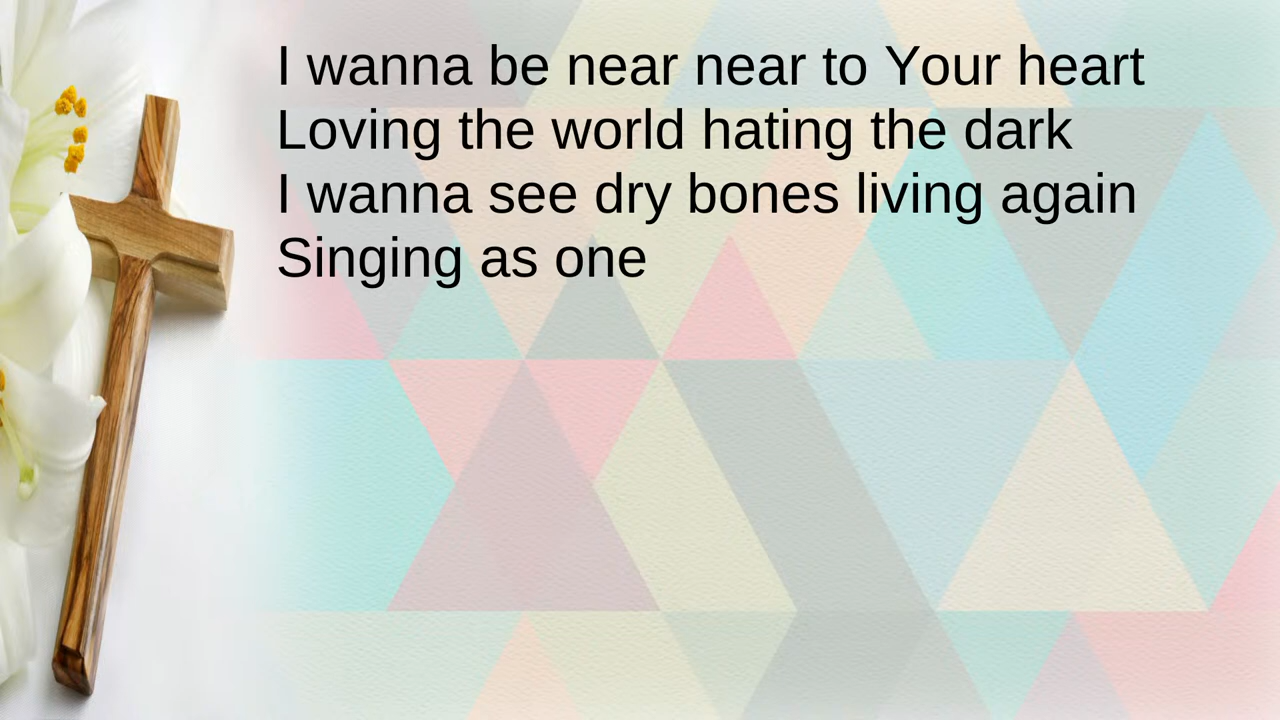 I wanna be near near to Your heart
Loving the world hating the dark
I wanna see dry bones living again
Singing as one